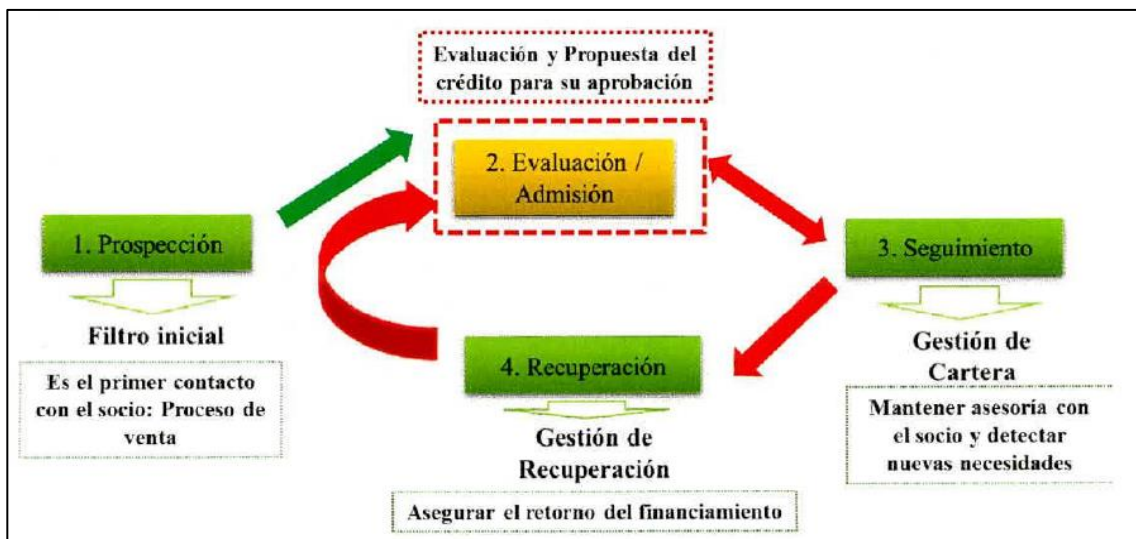 Evaluación y Propuesta del
crédito para su aprobación
2. Evaluación /
Admisión
1. Prospección
Filtro inicial
Es el primer contacto
con el socio: Proceso de
venta
3. Seguimiento
Gestión de
Cartera
Mantener asesoría con
el socio y detectar
nuevas necesidades
4. Recuperación
Gestión de
Recuperación
Asegurar el retorno del financiamiento